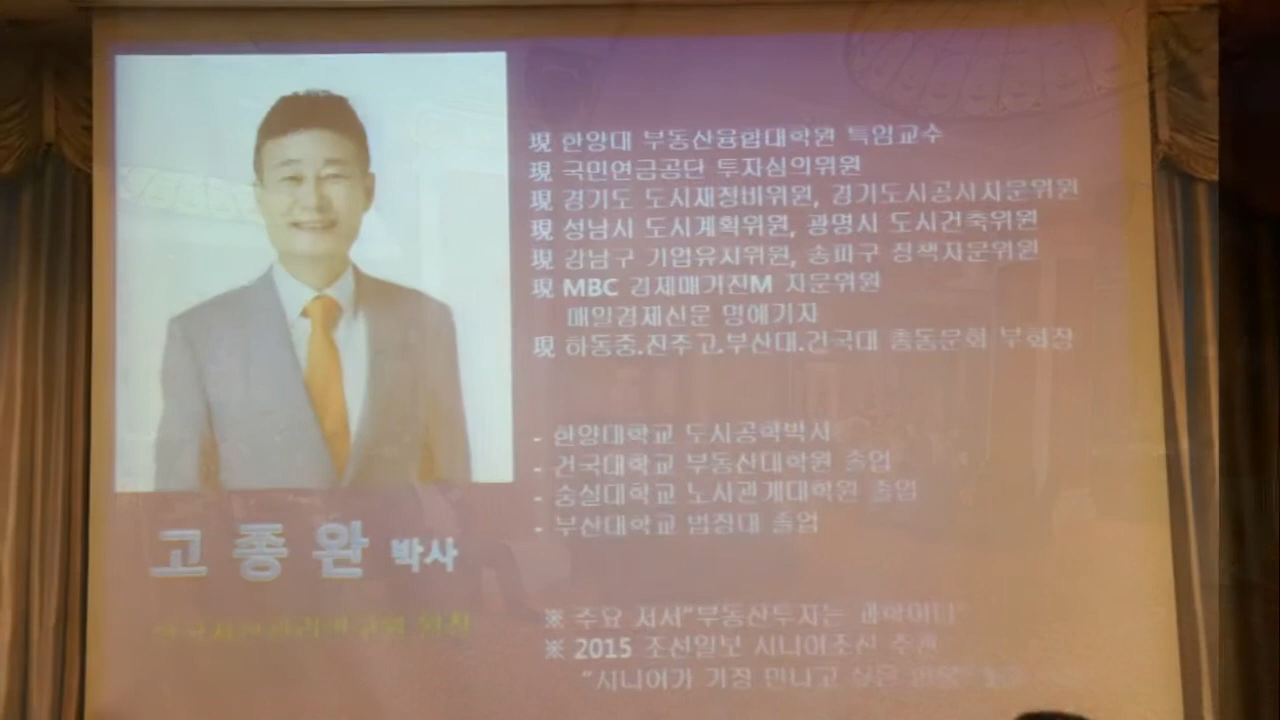 고종완 박사
現 한양대 부동산융합대학원 특임교수
現 국민연금공단 투자심의위원
現 경기도 도시재정비위원, 경기도시공사자문위원
現 성남시 도시계획위원, 광명시 도시건축위원
現 강남구 기업유치위원, 송파구 정책자문위원
現 MBC 경제매거진M 자문위원
매일경제신문 명예기자
現 하동중.진주고.부산대.건국대 총동문회 부회장
- 한양대학교 도시공학박사
- 건국대학교 부동산대학원 졸업
- 숭실대학교 노사관계대학원 졸업
- 부산대학교 법정대 졸업
※ 주요 저서"부동산투자는 과학이다"
※ 2015 조선일보 시니어조선 주관
"시니어가 가장 만나고 싶은